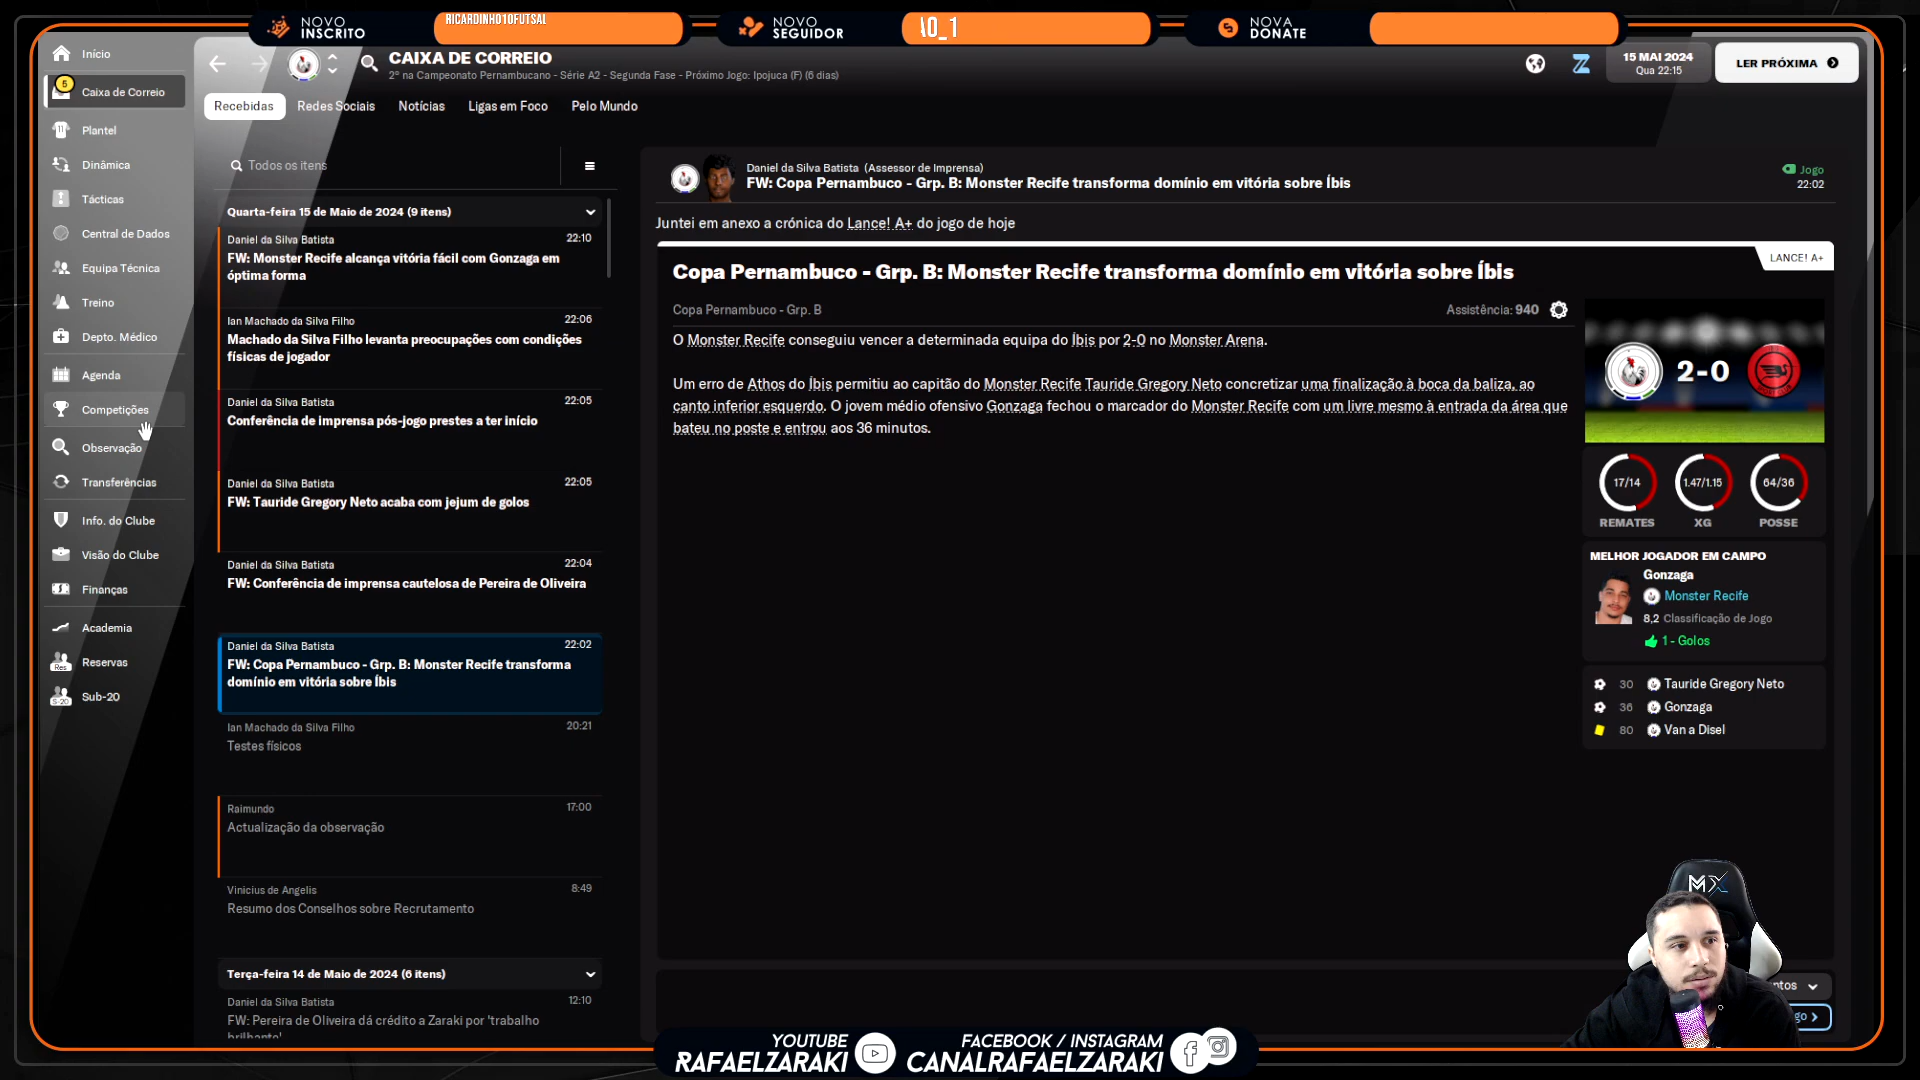 NOVO
INSCRITO
RICARDINHO10FUTSAL
NOVO
SEGUIDOR
\0_1
NOVA
DONATE
Início
5
Caixa de Correio
Plantel
Dinâmica
Tácticas
Central de Dados
Equipa Técnica
Treino
Depto. Médico
Agenda
Competições
Observação
Transferências
Info. do Clube
Visão do Clube
Finanças
Academia
Res
Reservas
S-20
Sub-20
CAIXA DE CORREIO
2º na Campeonato Pernambucano - Série A2 - Segunda Fase - Próximo Jogo: Ipojuca (F) (6 dias)
15 MAI 2024
Qua 22:15
LER PRÓXIMA
Recebidas
Redes Sociais
Notícias
Ligas em Foco
Pelo Mundo
Todos os itens
Quarta-feira 15 de Maio de 2024 (9 itens)
Daniel da Silva Batista
22:10
FW: Monster Recife alcança vitória fácil com Gonzaga em
óptima forma
Ian Machado da Silva Filho
22:06
Machado da Silva Filho levanta preocupações com condições
físicas de jogador
Daniel da Silva Batista
22:05
Conferência de imprensa pós-jogo prestes a ter início
Daniel da Silva Batista
22:05
FW: Tauride Gregory Neto acaba com jejum de golos
Daniel da Silva Batista
22:04
FW: Conferência de imprensa cautelosa de Pereira de Oliveira
Daniel da Silva Batista
22:02
FW: Copa Pernambuco - Grp. B: Monster Recife transforma
domínio em vitória sobre Íbis
Ian Machado da Silva Filho
20:21
Testes físicos
Raimundo
17:00
Actualização da observação
Vinicius de Angelis
8:49
Resumo dos Conselhos sobre Recrutamento
Terça-feira 14 de Maio de 2024 (6 itens)
Daniel da Silva Batista
12:10
FW: Pereira de Oliveira dá crédito a Zaraki por 'trabalho
brilhante'
Daniel da Silva Batista (Assessor de Imprensa)
FW: Copa Pernambuco - Grp. B: Monster Recife transforma domínio em vitória sobre Íbis
Jogo
22:02
Juntei em anexo a crónica do Lance! A+ do jogo de hoje
LANCE! A+
Copa Pernambuco - Grp. B: Monster Recife transforma domínio em vitória sobre Íbis
Copa Pernambuco - Grp. B
Assistência: 940
O Monster Recife conseguiu vencer a determinada equipa do Íbis por 2-0 no Monster Arena.
Um erro de Athos do Íbis permitiu ao capitão do Monster Recife Tauride Gregory Neto concretizar uma finalização à boca da baliza, ao
canto inferior esquerdo. O jovem médio ofensivo Gonzaga fechou o marcador do Monster Recife com um livre mesmo à entrada da área que
bateu no poste e entrou aos 36 minutos.
2-0
17/14
1.47/1.15
64/36
REMATES
XG
POSSE
MELHOR JOGADOR EM CAMPO
Gonzaga
Monster Recife
8,2 Classificação de Jogo
1 - Golos
30 Tauride Gregory Neto
36 Gonzaga
80 Van a Disel
MX
YOUTUBE
RAFAELZARAKI
FACEBOOK / INSTAGRAM
CANALRAFAELZARAKI